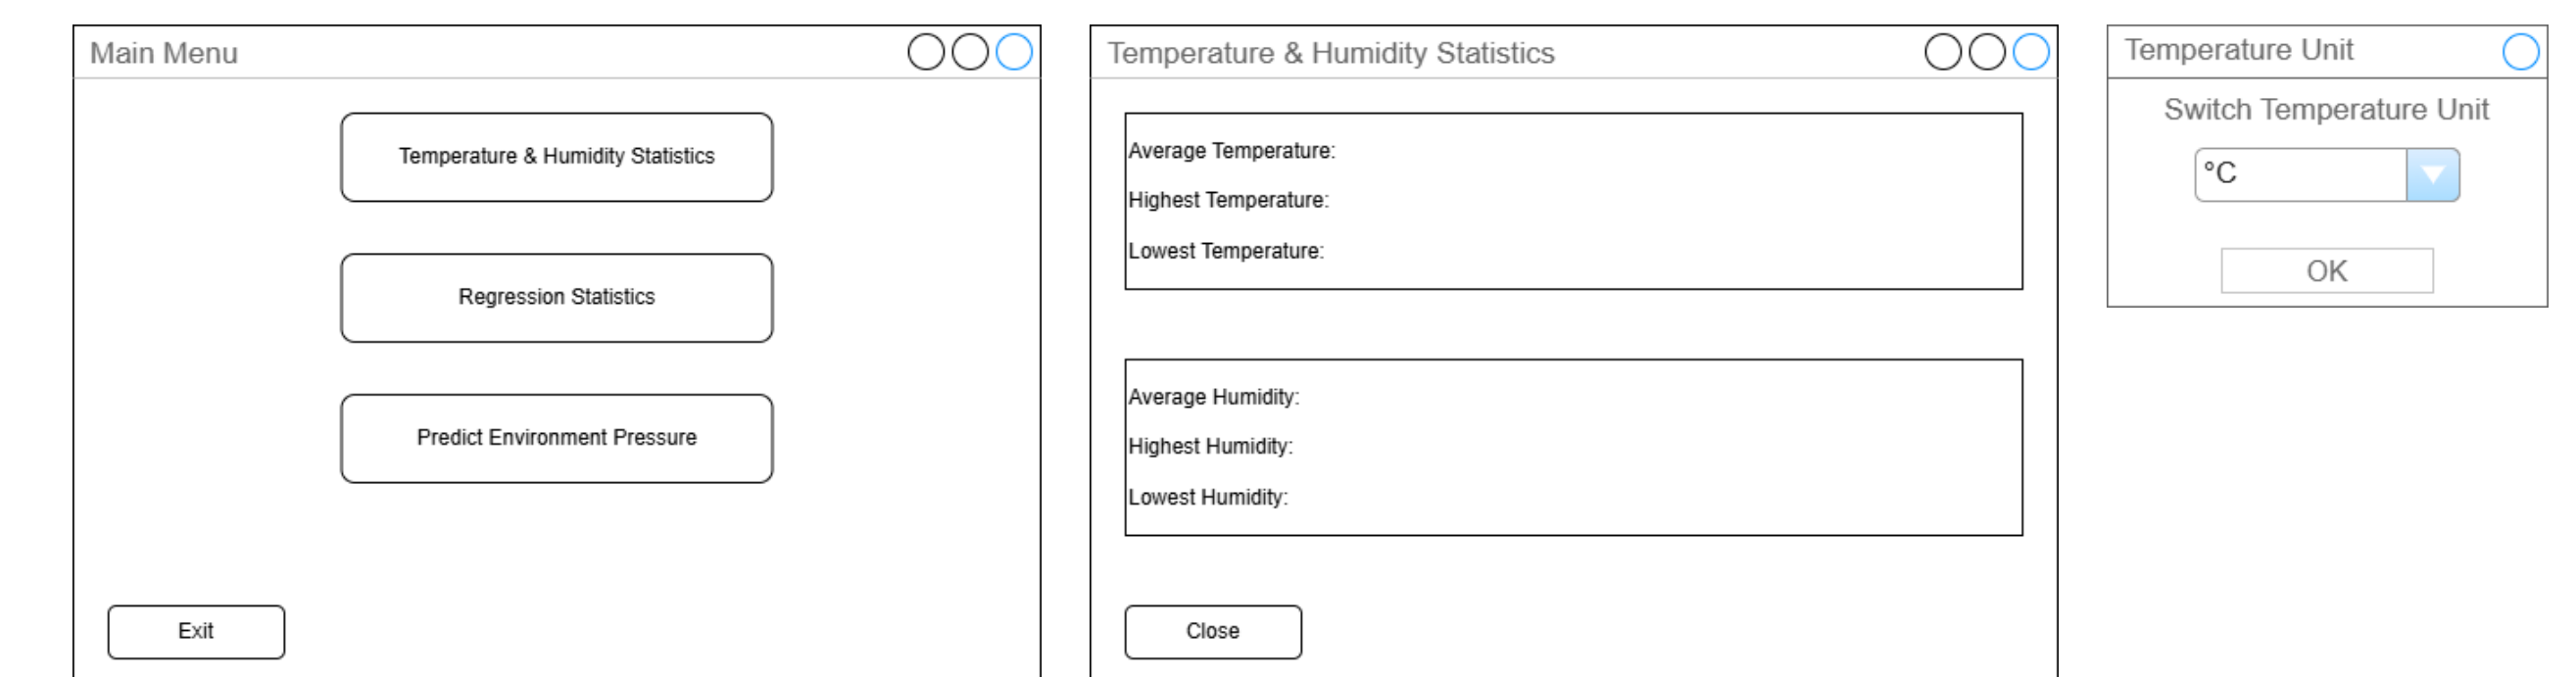 Main Menu
Temperature & Humidity Statistics
Regression Statistics
Predict Environment Pressure
Exit
Temperature & Humidity Statistics
Average Temperature:
Highest Temperature:
Lowest Temperature:
Average Humidity:
Highest Humidity:
Lowest Humidity:
Close
Temperature Unit
Switch Temperature Unit
°C
OK